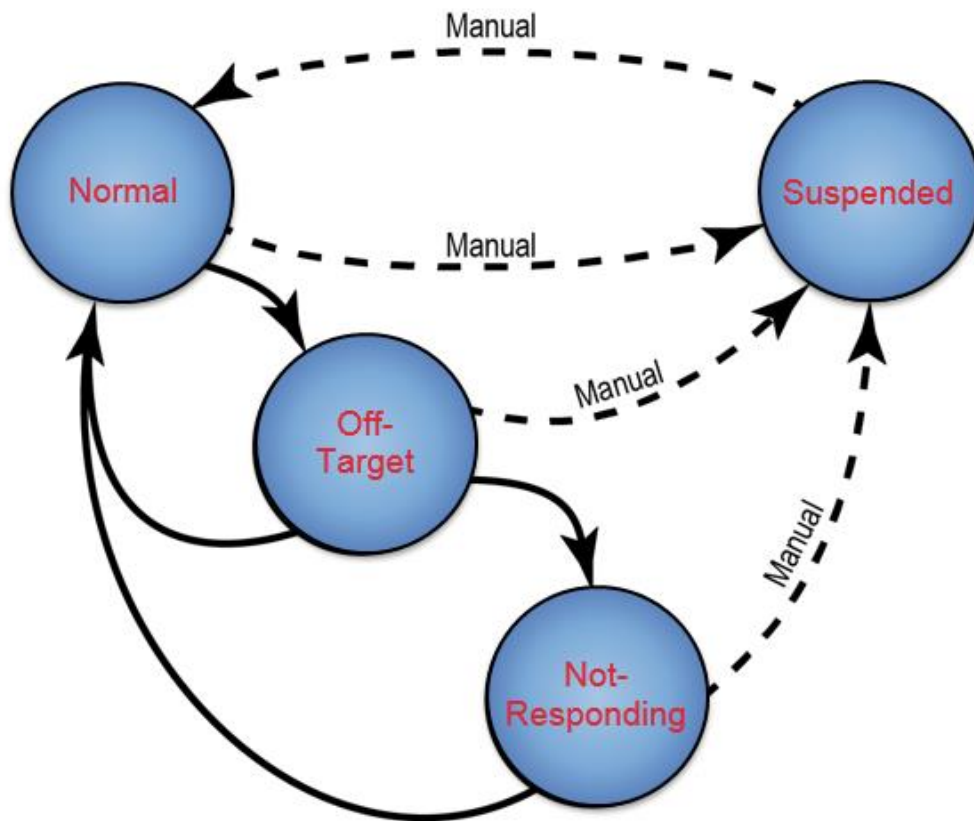 Manual
Normal
Suspended
Manual
Manual
Off-
Target
Manual
Not-
Responding